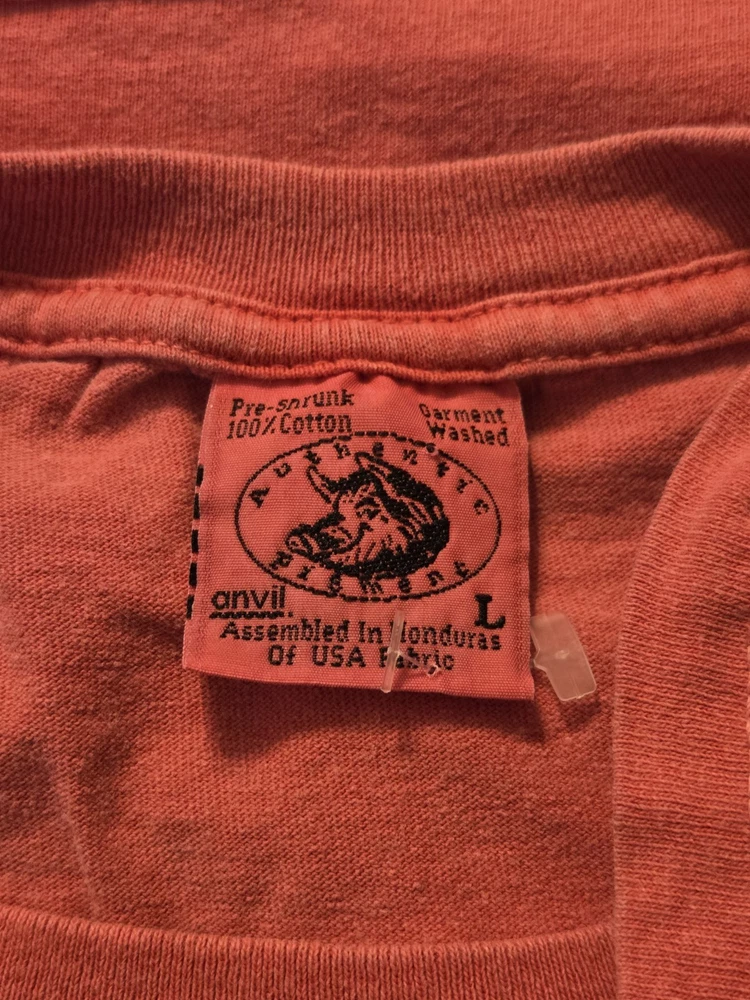 Pre-shrunk
100% Cotton
Garment
Washed
Authentic
Pigment
anvil.
L
Assembled In Honduras
Of USA Fabric